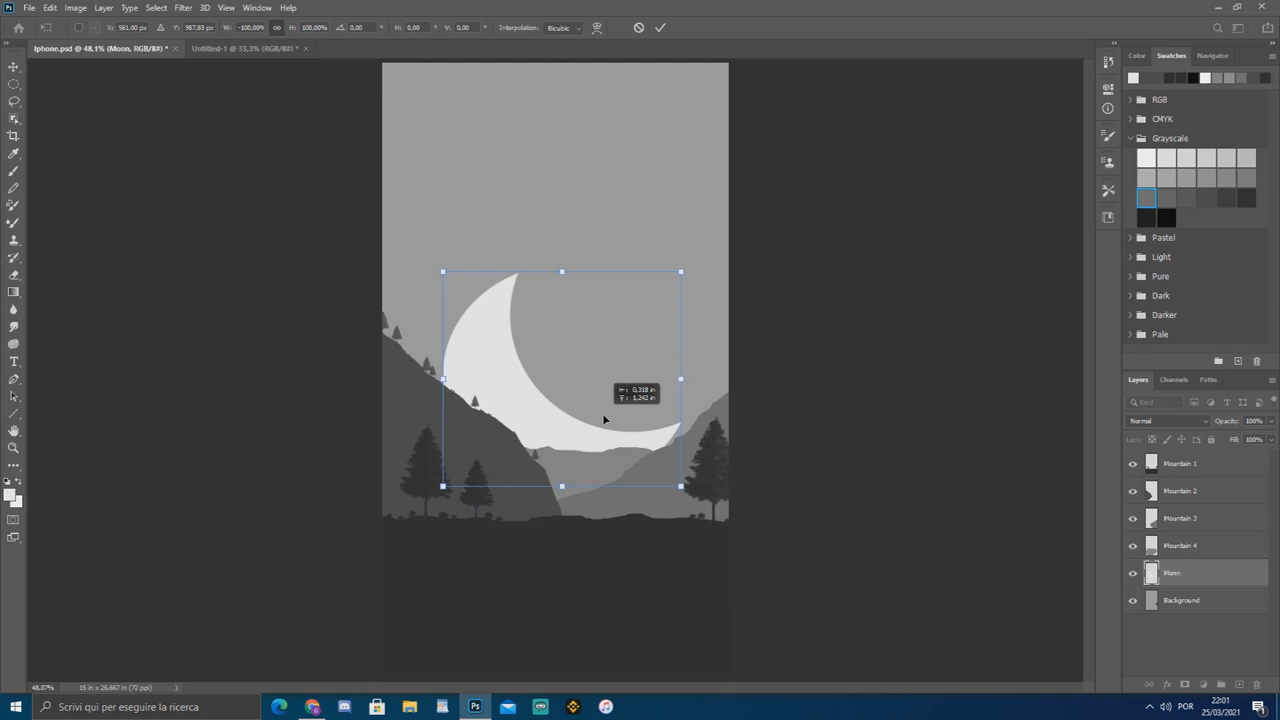 Ps File Edit Image Layer Type Select Filter 3D View Window Help
X: 561,00 px Y: 987,83 px W: -100,00% H: 100,00% 0,00 ° H: 0,00 ° V: 0,00 ° Interpolation: Bicubic
Iphone.psd @ 48,1% (Monn, RGB/8#) * × Untitled-1 @ 33,3% (RGB/8#) * ×
Color Swatches Navigator
RGB
CMYK
Grayscale
Pastel
Light
Pure
Dark
Darker
Pale
0,318 in
1,242 in
Layers Channels Paths
Kind
Normal Opacity: 100%
Lock: Fill: 100%
Mountain 1
Mountain 2
Mountain 3
Mountain 4
Monn
Background
48,07% 15 in x 26,667 in (72 ppi)
Scrivi qui per eseguire la ricerca
Ps
POR
22:01
25/03/2021